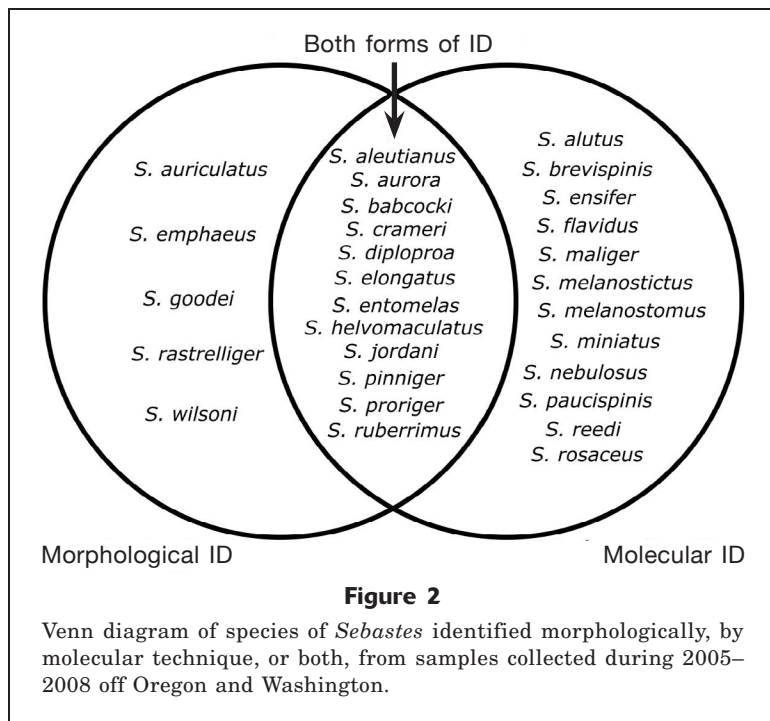 Both forms of ID
S. auriculatus
S. emphaeus
S. goodei
S. rastrelliger
S. wilsoni
S. aleutianus
S. aurora
S. babcocki
S. crameri
S. diploproa
S. elongatus
S. entomelas
S. helvomaculatus
S. jordani
S. pinniger
S. proriger
S. ruberrimus
S. alutus
S. brevispinis
S. ensifer
S. flavidus
S. maliger
S. melanostictus
S. melanostomus
S. miniatus
S. nebulosus
S. paucispinis
S. reedi
S. rosaceus
Morphological ID
Molecular ID
Figure 2
Venn diagram of species of Sebastes identified morphologically, by
molecular technique, or both, from samples collected during 2005–
2008 off Oregon and Washington.